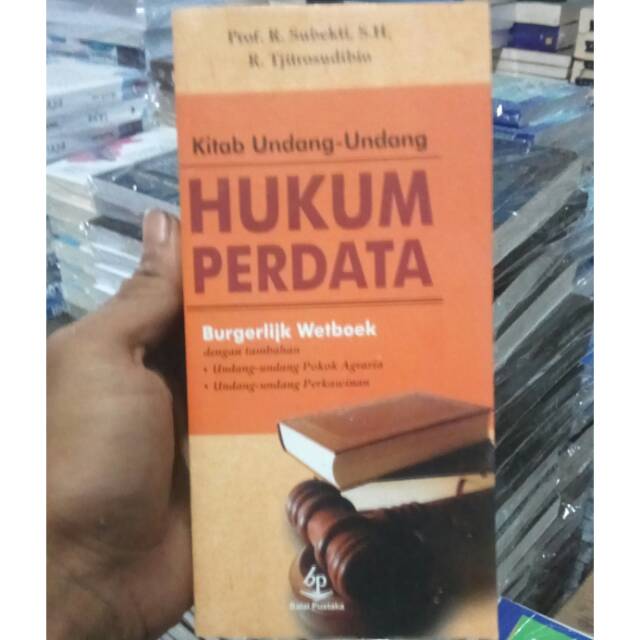 Prof. R. Subekti, S.H.
R. Tjitrosudibio
Kitab Undang-Undang
HUKUM
PERDATA
Burgerlijk Wetboek
dengan tambahan
• Undang-undang Pokok Agraria
• Undang-undang Perkawinan
bp
Balai Pustaka